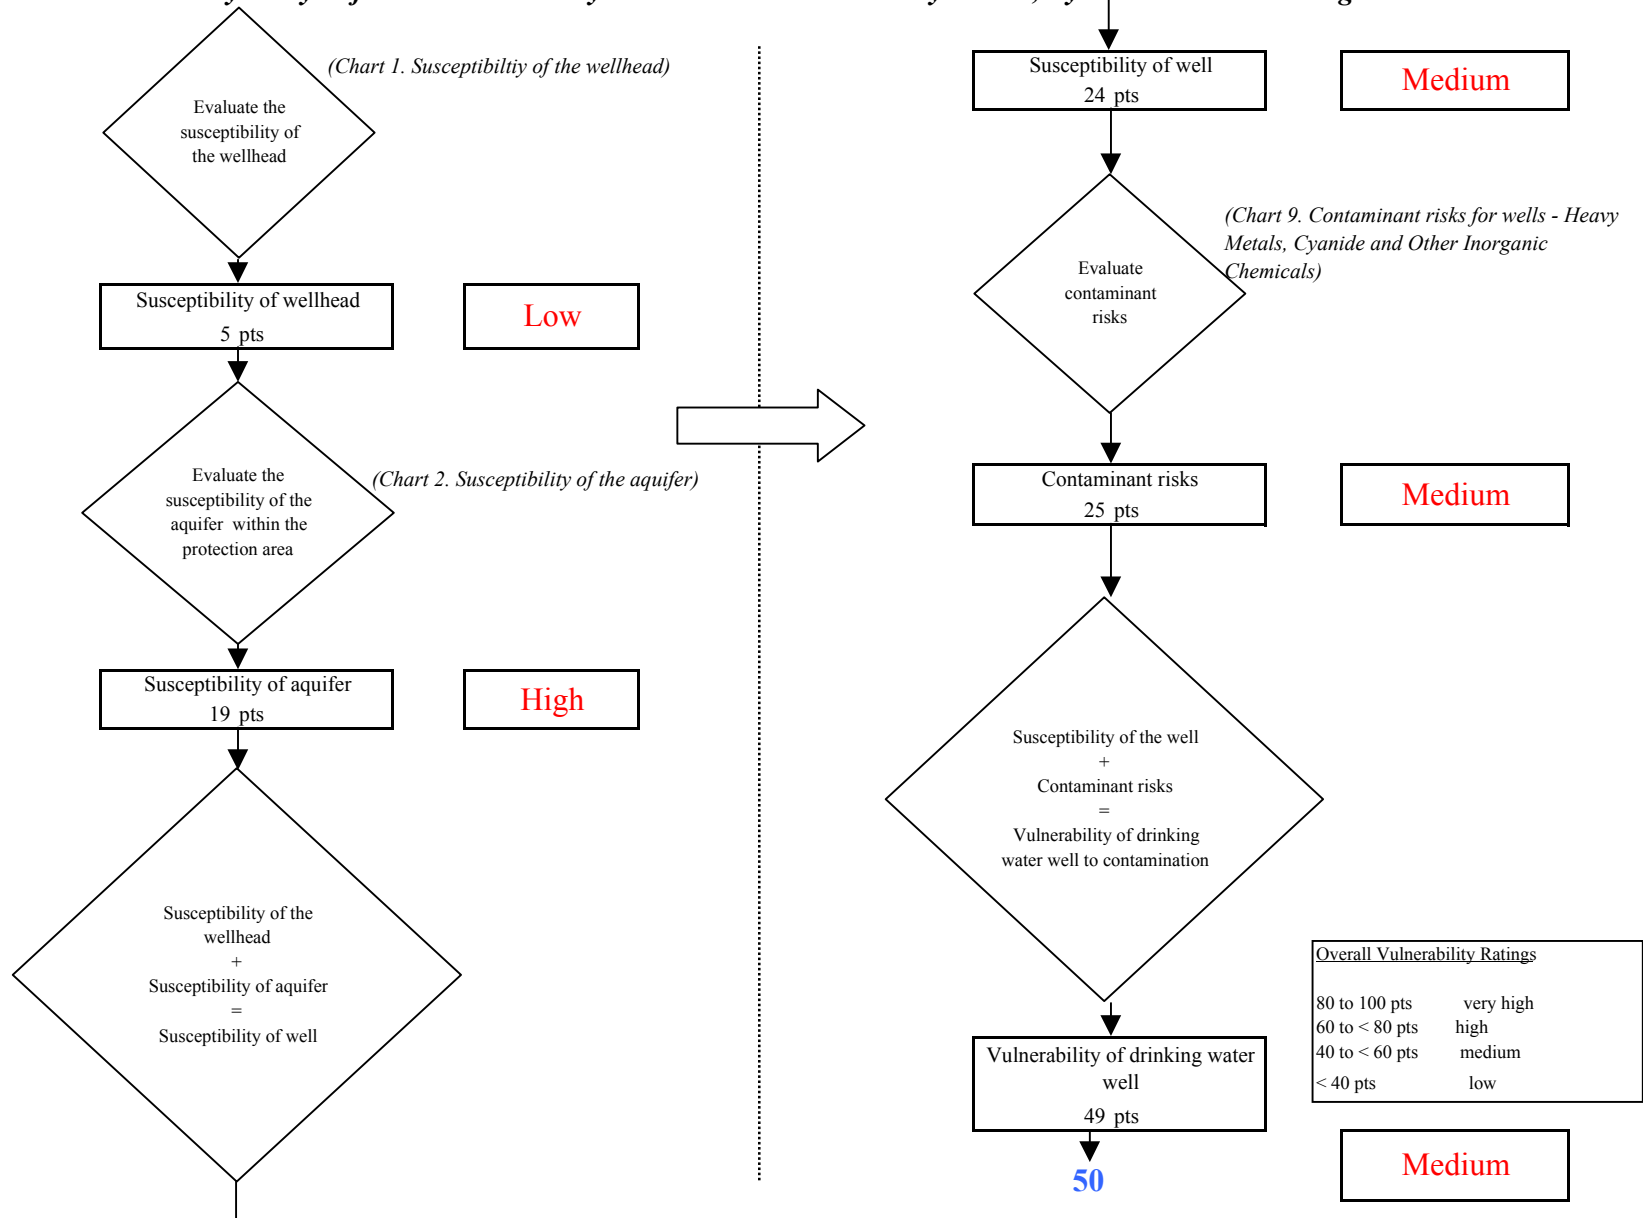 (Chart 1. Susceptibiltiy of the wellhead)
Evaluate the
susceptibility of
the wellhead
Susceptibility of wellhead
5 pts
Low
Evaluate the
susceptibility of the
aquifer within the
protection area
(Chart 2. Susceptibility of the aquifer)
Susceptibility of aquifer
19 pts
High
Susceptibility of the
wellhead
+
Susceptibility of aquifer
=
Susceptibility of well
Susceptibility of well
24 pts
Medium
(Chart 9. Contaminant risks for wells - Heavy
Metals, Cyanide and Other Inorganic
Chemicals)
Evaluate
contaminant
risks
Contaminant risks
25 pts
Medium
Susceptibility of the well
+
Contaminant risks
=
Vulnerability of drinking
water well to contamination
Vulnerability of drinking water
well
49 pts
50
Overall Vulnerability Ratings
80 to 100 pts very high
60 to < 80 pts high
40 to < 60 pts medium
< 40 pts low
Medium